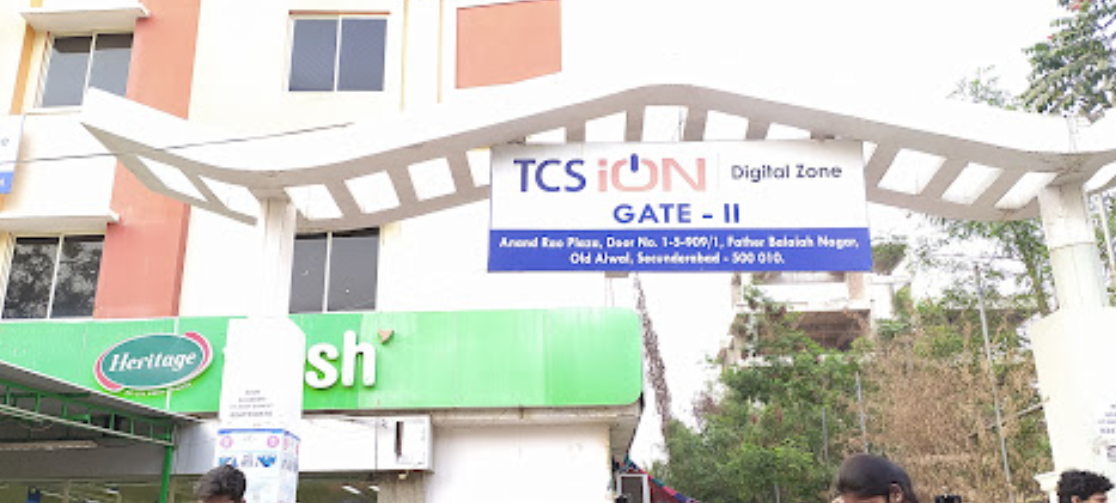 TCS iON Digital Zone
GATE - II
Anand Rao Plaza, Door No. 1-5-909/1, Father Balaiah Nagar,
Old Alwal, Secunderabad - 500 010.
Heritage
sh